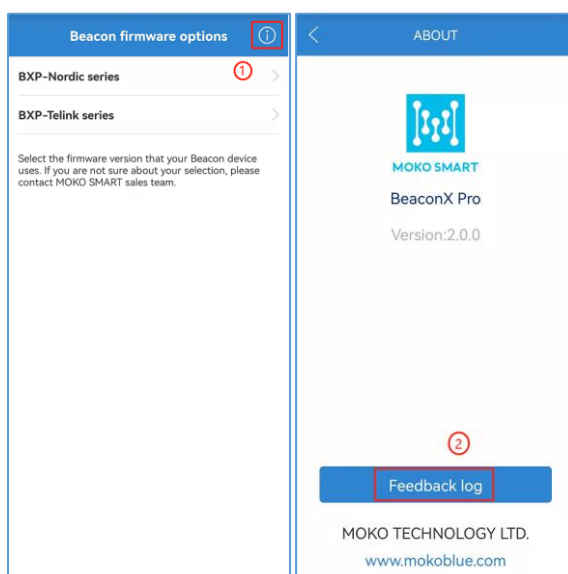 Beacon firmware options
1
BXP-Nordic series
BXP-Telink series
Select the firmware version that your Beacon device
uses. If you are not sure about your selection, please
contact MOKO SMART sales team.
ABOUT
MOKO SMART
BeaconX Pro
Version:2.0.0
2
Feedback log
MOKO TECHNOLOGY LTD.
www.mokoblue.com